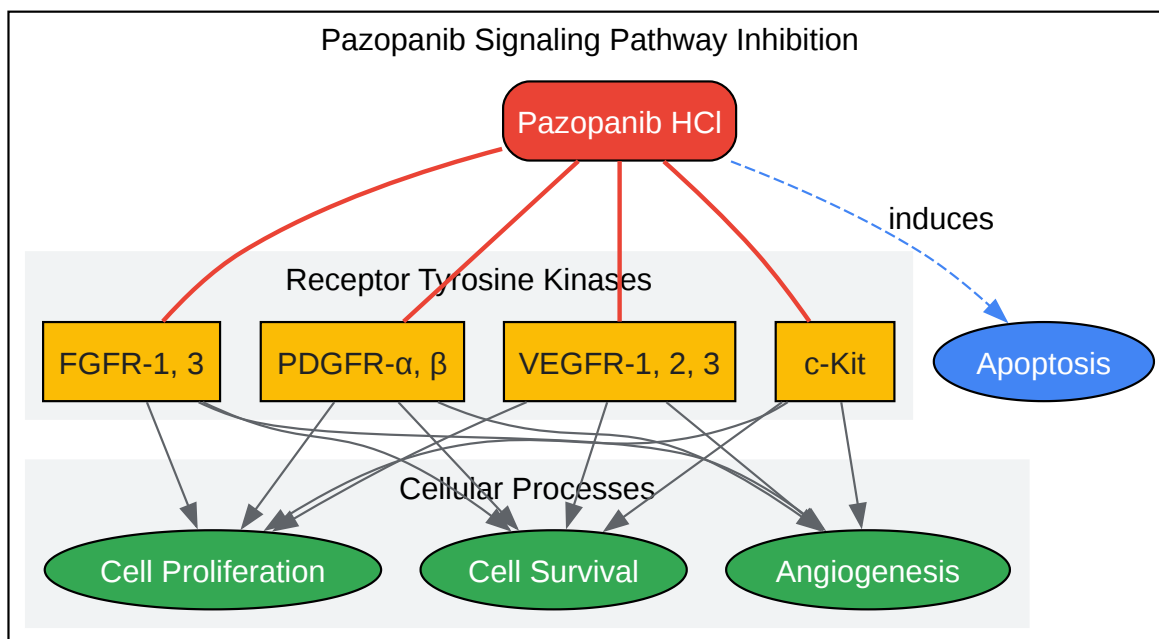 Pazopanib Signaling Pathway Inhibition
Pazopanib HCl
induces
Receptor Tyrosine Kinases
FGFR-1, 3
PDGFR-α, β
VEGFR-1, 2, 3
c-Kit
Apoptosis
Cellular Processes
Cell Proliferation
Cell Survival
Angiogenesis